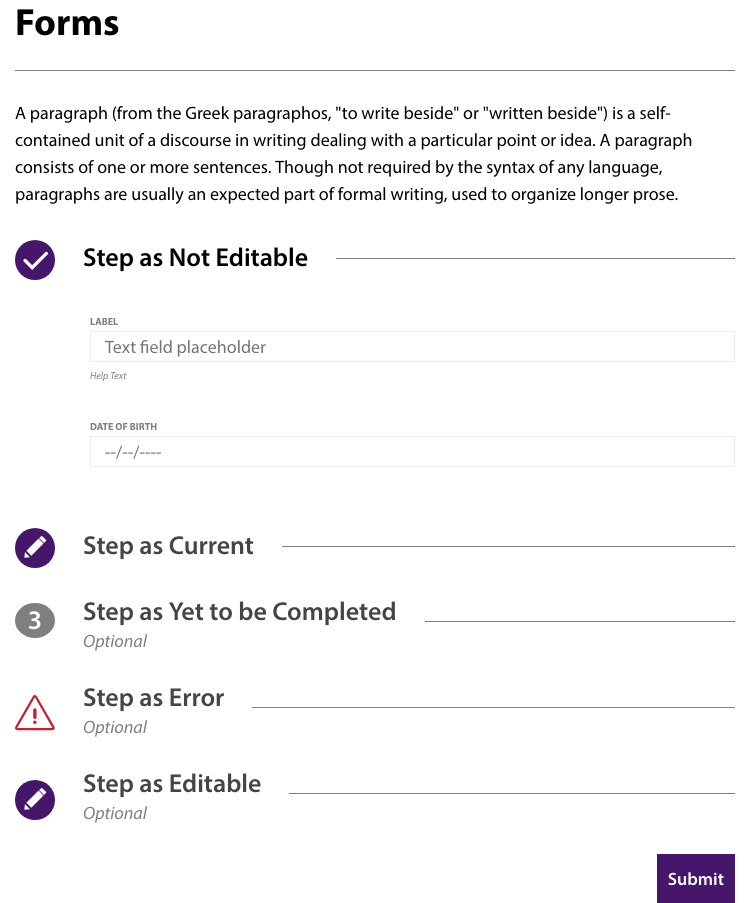 Forms
A paragraph (from the Greek paragraphos, "to write beside" or "written beside") is a self-
contained unit of a discourse in writing dealing with a particular point or idea. A paragraph
consists of one or more sentences. Though not required by the syntax of any language,
paragraphs are usually an expected part of formal writing, used to organize longer prose.
Step as Not Editable
LABEL
Text field placeholder
Help Text
DATE OF BIRTH
--/--/----
Step as Current
3
Step as Yet to be Completed
Optional
Step as Error
Optional
Step as Editable
Optional
Submit